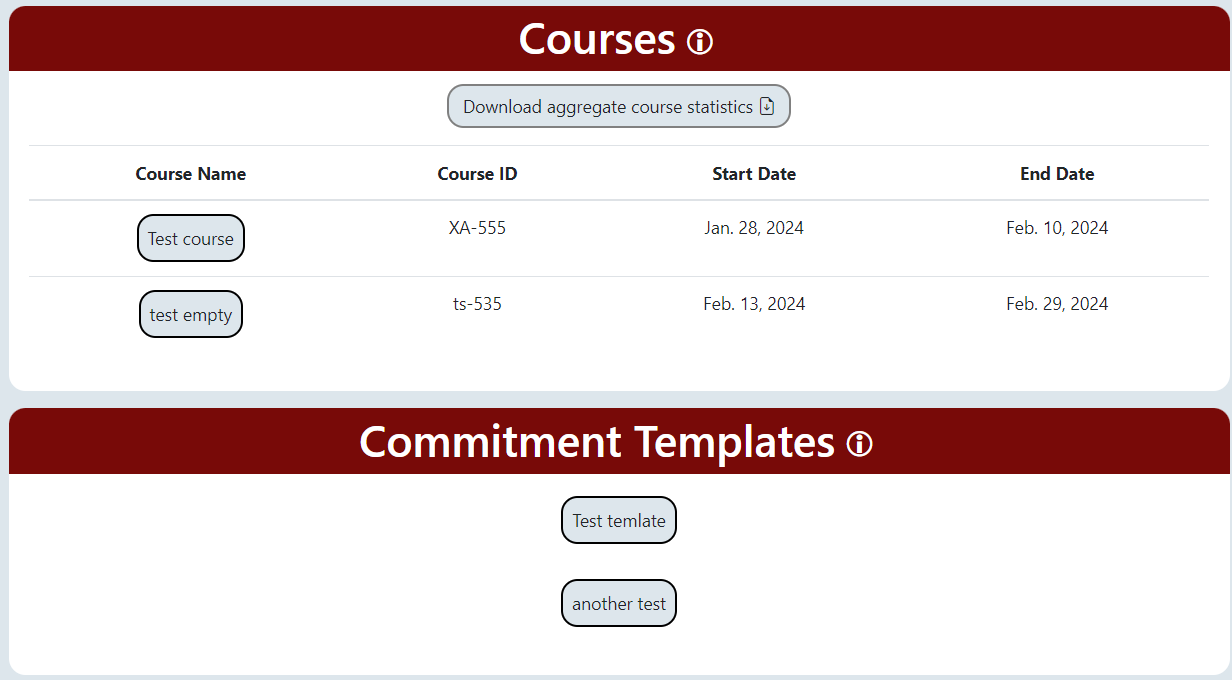 Courses
Download aggregate course statistics
Course Name Course ID Start Date End Date
Test course XA-555 Jan. 28, 2024 Feb. 10, 2024
test empty ts-535 Feb. 13, 2024 Feb. 29, 2024
Commitment Templates
Test temlate
another test